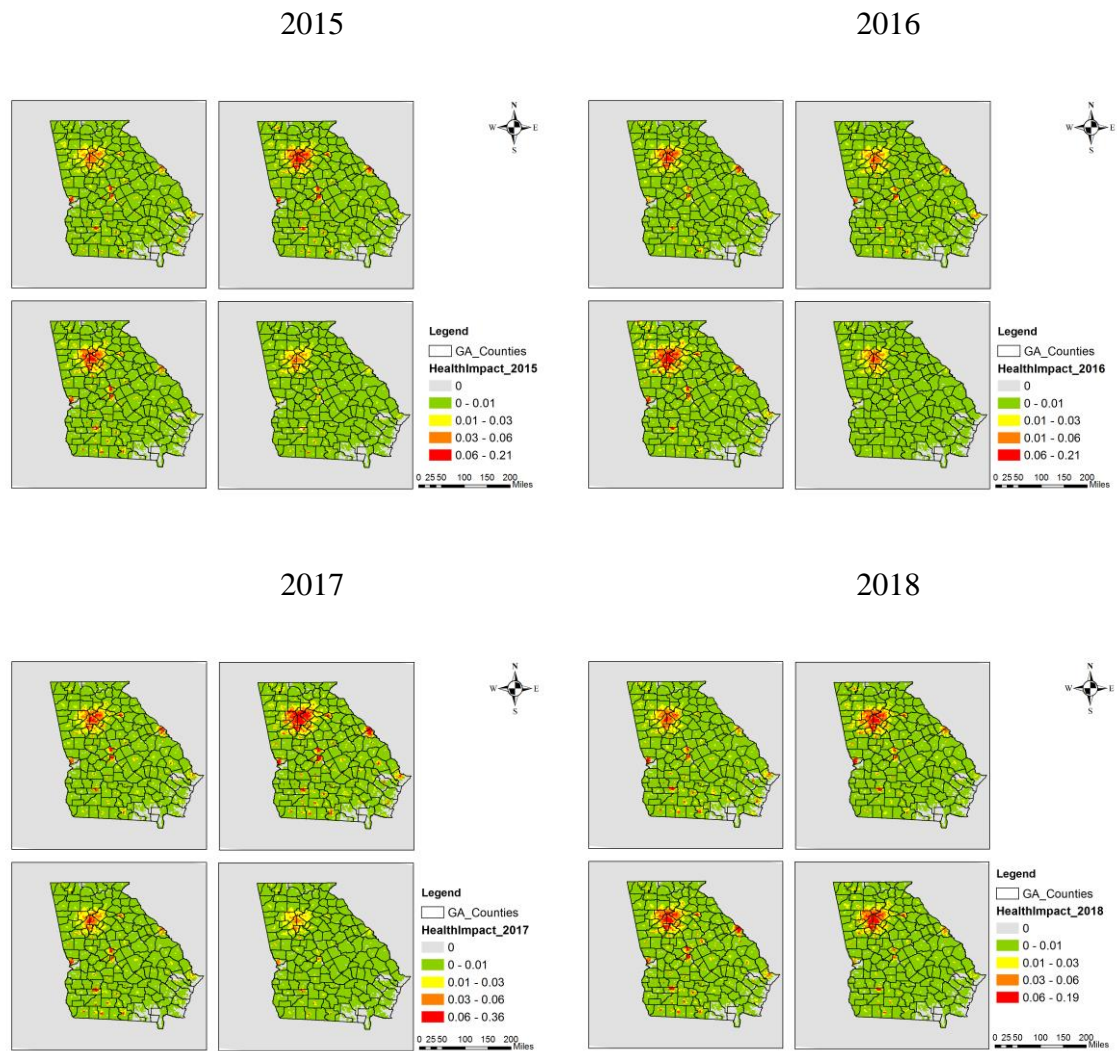 2015
2016
N
W E
S
Legend
GA_Counties
HealthImpact_2015
0
0 - 0.01
0.01 - 0.03
0.03 - 0.06
0.06 - 0.21
0 25 50 100 150 200
Miles
N
W E
S
Legend
GA_Counties
HealthImpact_2016
0
0 - 0.01
0.01 - 0.03
0.01 - 0.06
0.06 - 0.21
0 25 50 100 150 200
Miles
2017
2018
N
W E
S
Legend
GA_Counties
HealthImpact_2017
0
0 - 0.01
0.01 - 0.03
0.03 - 0.06
0.06 - 0.36
0 25 50 100 150 200
Miles
N
W E
S
Legend
GA_Counties
HealthImpact_2018
0
0 - 0.01
0.01 - 0.03
0.03 - 0.06
0.06 - 0.19
0 25 50 100 150 200
Miles